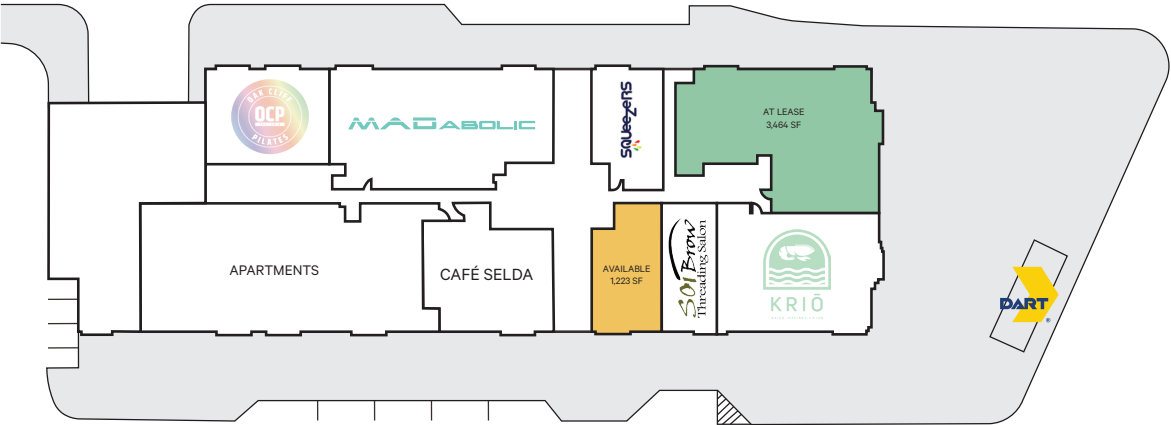 OAK CLIFF
OCP
PILATES
MADABOLIC
SQUeeZeRS
AT LEASE
3,464 SF
APARTMENTS
CAFÉ SELDA
AVAILABLE
1,223 SF
SOI Brow
Threading Salon
KRIŌ
DART